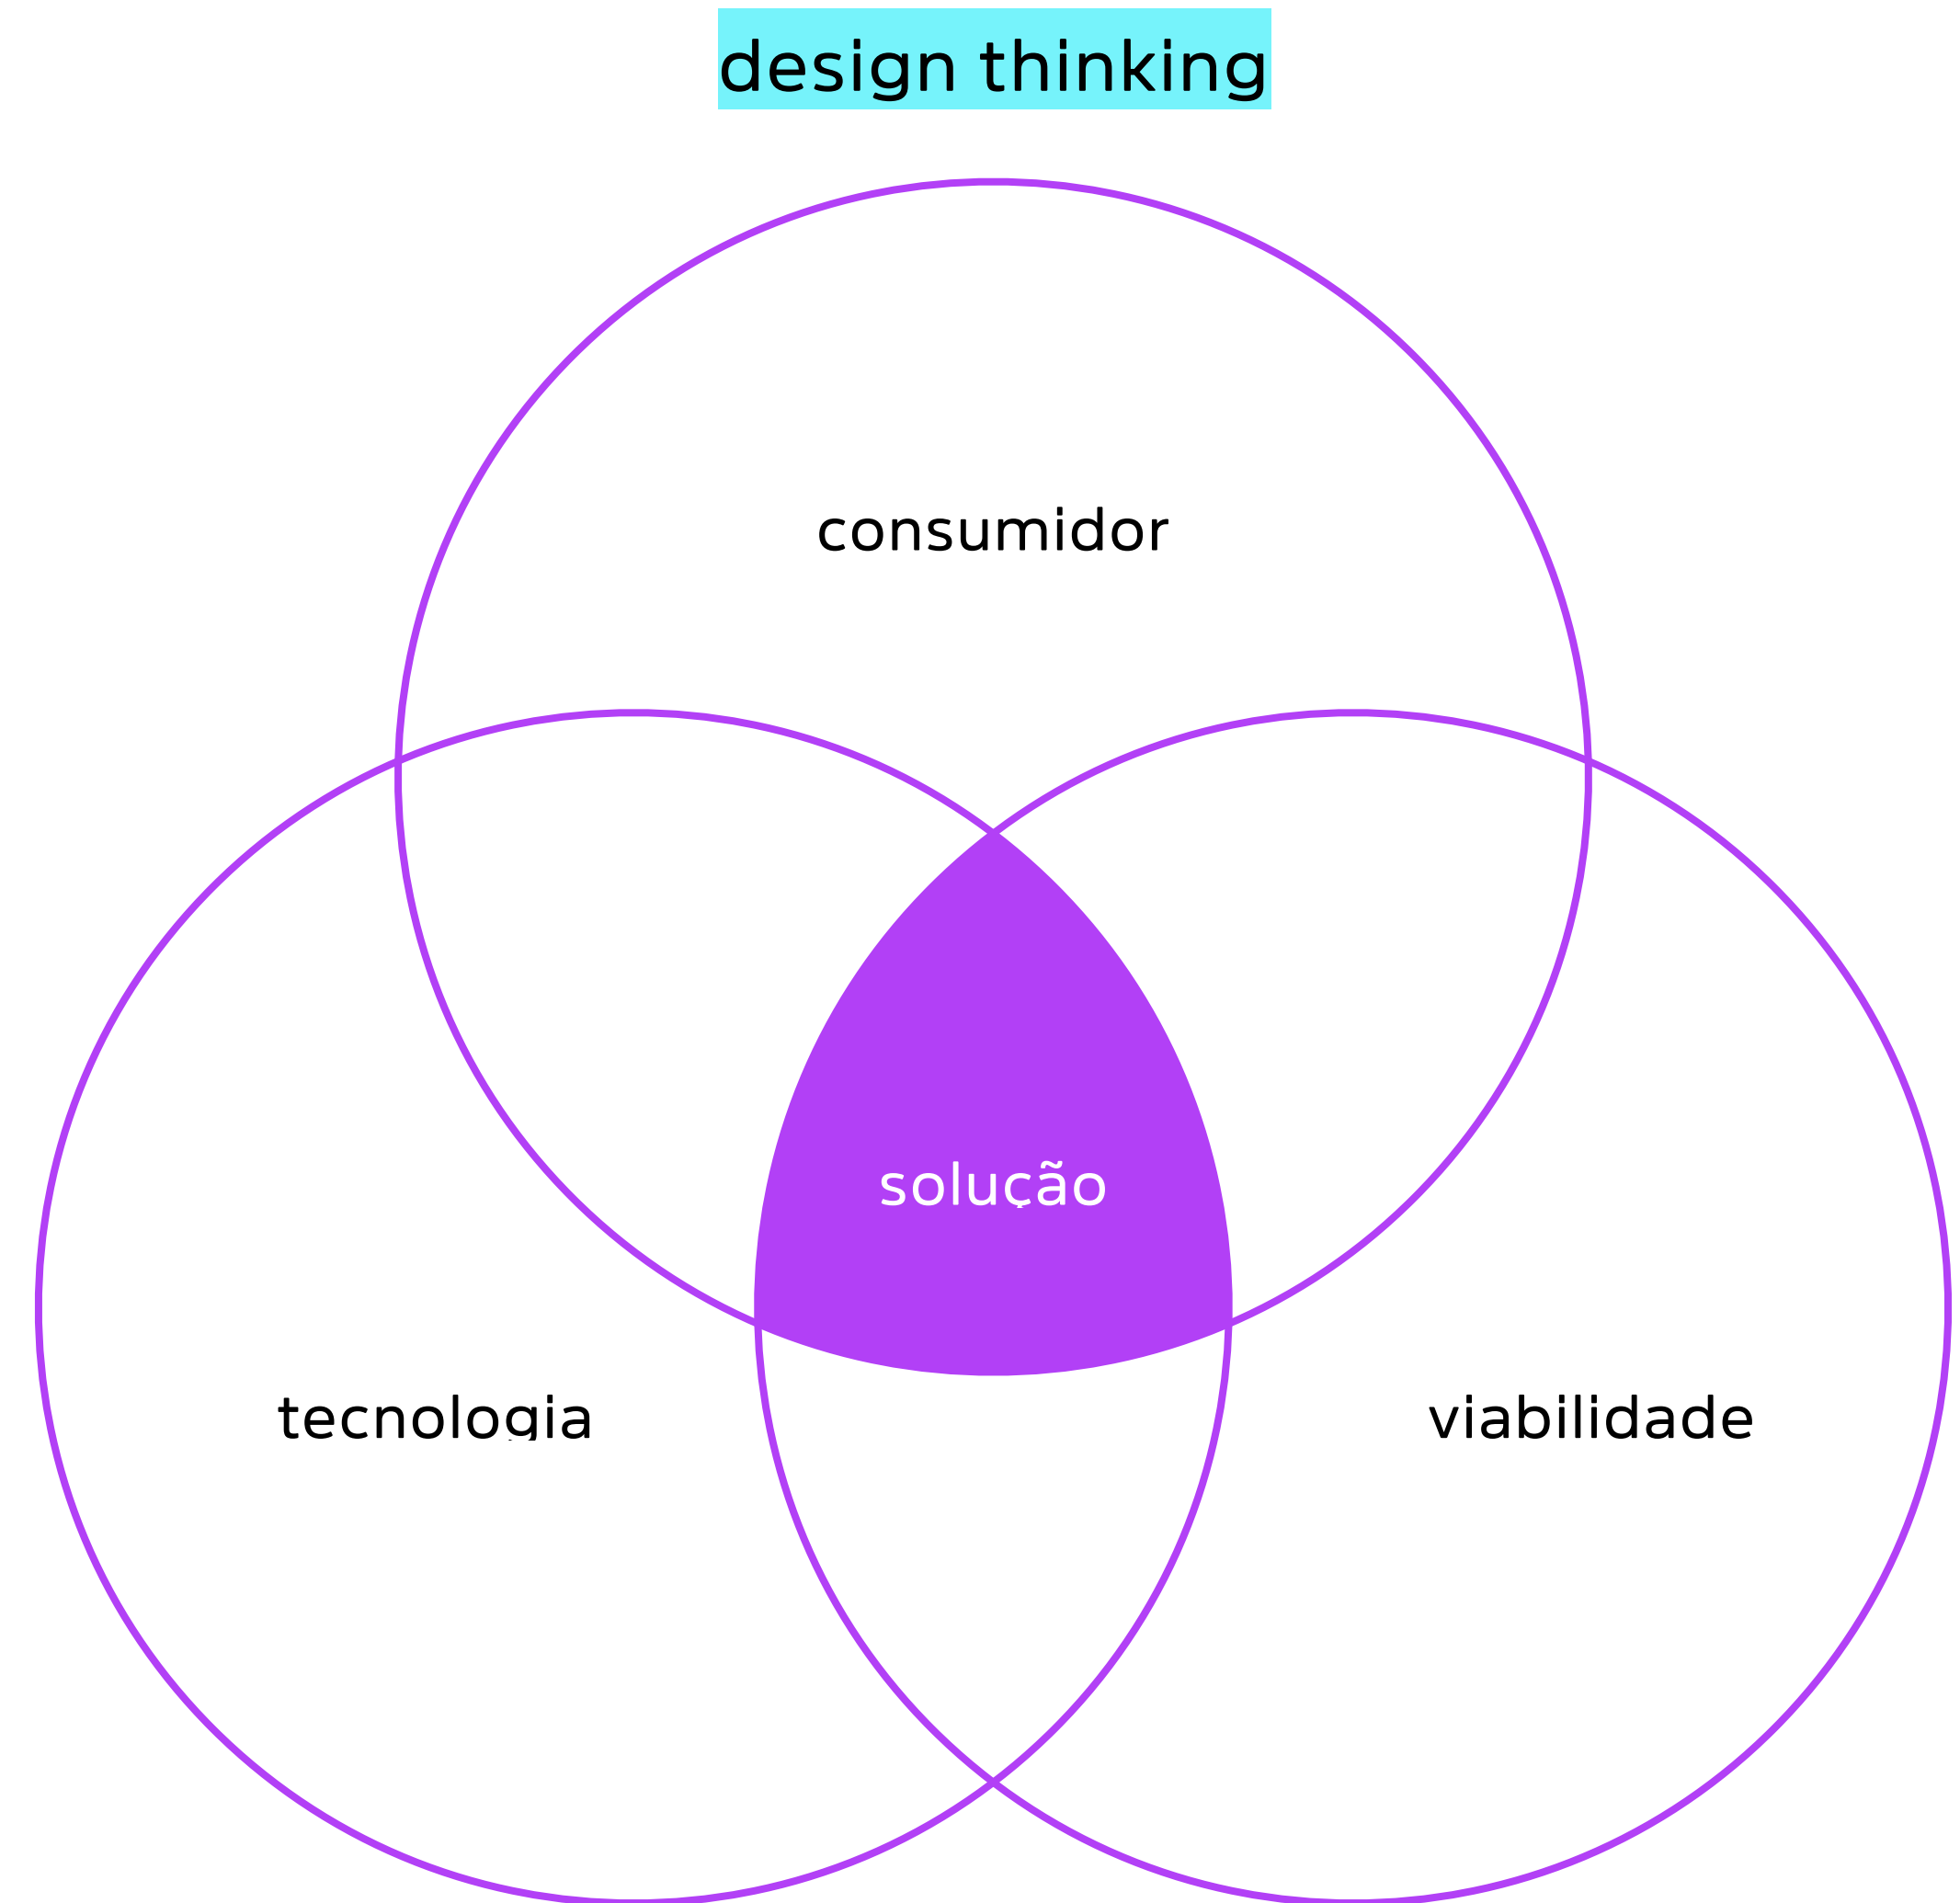 design thinking
consumidor
solução
tecnologia
viabilidade